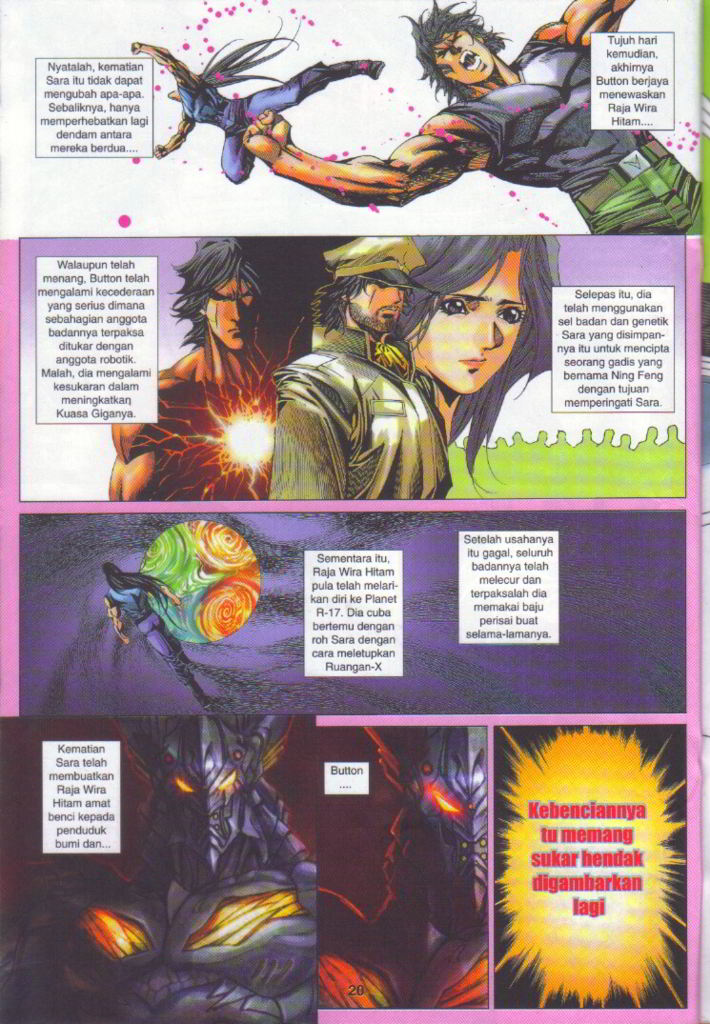 Nyatalah, kematian
Sara itu tidak dapat
mengubah apa-apa.
Sebaliknya, hanya
memperhebatkan lagi
dendam antara
mereka berdua....
Tujuh hari
kemudian,
akhirnya
Button berjaya
menewaskan
Raja Wira
Hitam....
Walaupun telah
menang, Button telah
mengalami kecederaan
yang serius dimana
sebahagian anggota
badannya terpaksa
ditukar dengan
anggota robotik.
Malah, dia mengalami
kesukaran dalam
meningkatkan
Kuasa Giganya.
Selepas itu, dia
telah menggunakan
sel badan dan genetik
Sara yang disimpan-
nya itu untuk mencipta
seorang gadis yang
bernama Ning Feng
dengan tujuan
memperingati Sara.
Sementara itu,
Raja Wira Hitam
pula telah melari-
kan diri ke Planet
R-17. Dia cuba
bertemu dengan
roh Sara dengan
cara meletupkan
Ruangan-X
Setelah usahanya
itu gagal, seluruh
badannya telah
melecur dan
terpaksalah dia
memakai baju
perisai buat
selama-lamanya.
Kematian
Sara telah
membuatkan
Raja Wira
Hitam amat
benci kepada
penduduk
bumi dan...
Button
....
Kebenciannya
tu memang
sukar hendak
digambarkan
lagi
20